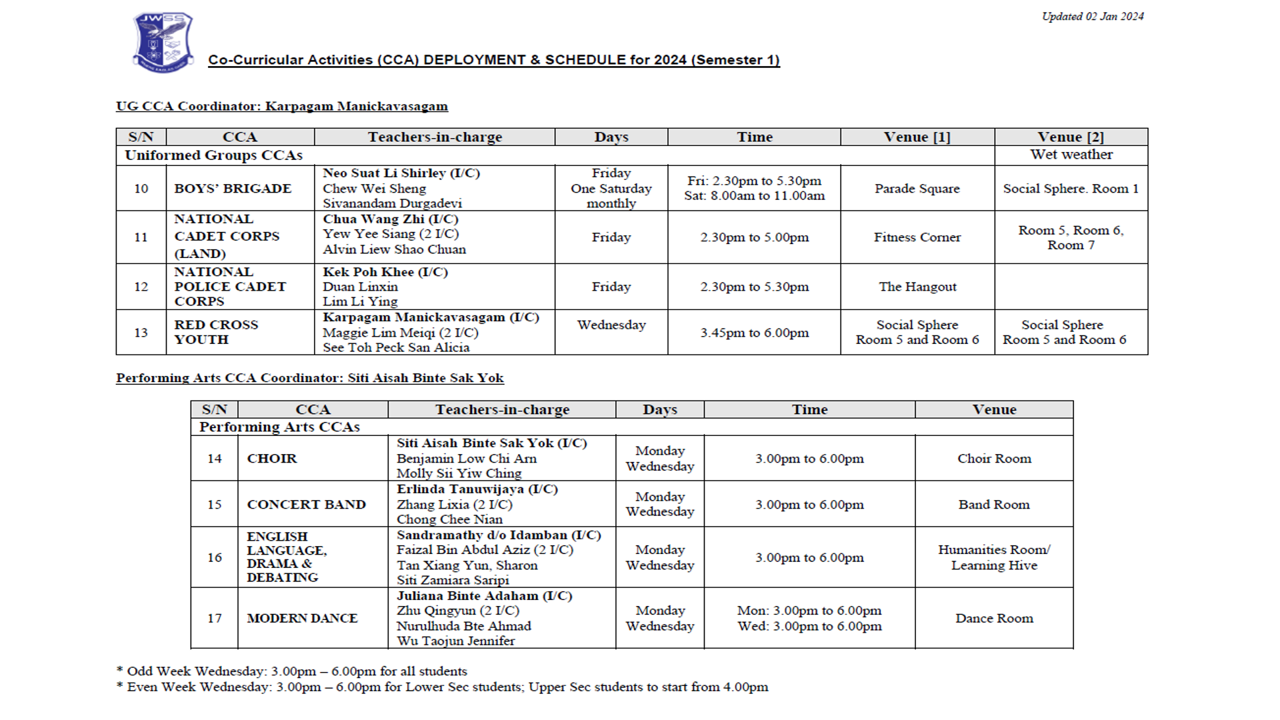 Updated 02 Jan 2024
JWSS
Co-Curricular Activities (CCA) DEPLOYMENT & SCHEDULE for 2024 (Semester 1)
UG CCA Coordinator: Karpagam Manickavasagam
S/N CCA Teachers-in-charge Days Time Venue [1] Venue [2]
Uniformed Groups CCAs Wet weather
10
BOYS’ BRIGADE
Neo Suat Li Shirley (I/C)
Chew Wei Sheng
Sivanandam Durgadevi
Friday
One Saturday
monthly
Fri: 2.30pm to 5.30pm
Sat: 8.00am to 11.00am
Parade Square
Social Sphere. Room 1
11
NATIONAL
CADET CORPS
(LAND)
Chua Wang Zhi (I/C)
Yew Yee Siang (2 I/C)
Alvin Liew Shao Chuan
Friday
2.30pm to 5.00pm
Fitness Corner
Room 5, Room 6,
Room 7
12
NATIONAL
POLICE CADET
CORPS
Kek Poh Khee (I/C)
Duan Linxin
Lim Li Ying
Friday
2.30pm to 5.30pm
The Hangout
13
RED CROSS
YOUTH
Karpagam Manickavasagam (I/C)
Maggie Lim Meiqi (2 I/C)
See Toh Peck San Alicia
Wednesday
3.45pm to 6.00pm
Social Sphere
Room 5 and Room 6
Social Sphere
Room 5 and Room 6
Performing Arts CCA Coordinator: Siti Aisah Binte Sak Yok
S/N CCA Teachers-in-charge Days Time Venue
Performing Arts CCAs
14
CHOIR
Siti Aisah Binte Sak Yok (I/C)
Benjamin Low Chi Arn
Molly Sii Yiw Ching
Monday
Wednesday
3.00pm to 6.00pm
Choir Room
15
CONCERT BAND
Erlinda Tanuwijaya (I/C)
Zhang Lixia (2 I/C)
Chong Chee Nian
Monday
Wednesday
3.00pm to 6.00pm
Band Room
16
ENGLISH
LANGUAGE,
DRAMA &
DEBATING
Sandramathy d/o Idamban (I/C)
Faizal Bin Abdul Aziz (2 I/C)
Tan Xiang Yun, Sharon
Siti Zamiara Saripi
Monday
Wednesday
3.00pm to 6.00pm
Humanities Room/
Learning Hive
17
MODERN DANCE
Juliana Binte Adaham (I/C)
Zhu Qingyun (2 I/C)
Nurulhuda Bte Ahmad
Wu Taojun Jennifer
Monday
Wednesday
Mon: 3.00pm to 6.00pm
Wed: 3.00pm to 6.00pm
Dance Room
* Odd Week Wednesday: 3.00pm – 6.00pm for all students
* Even Week Wednesday: 3.00pm – 6.00pm for Lower Sec students; Upper Sec students to start from 4.00pm